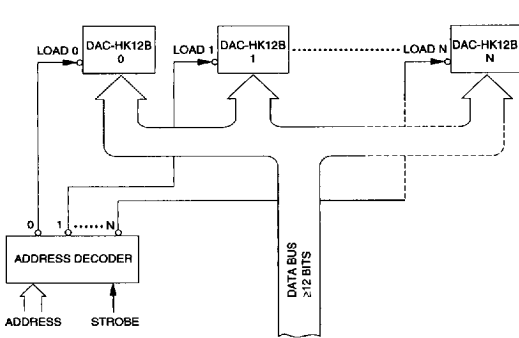 LOAD 0
DAC-HK12B
0
LOAD 1
DAC-HK12B
1
LOAD N
DAC-HK12B
N
0 1 ...... N
ADDRESS DECODER
ADDRESS
STROBE
DATA BUS
≥12 BITS